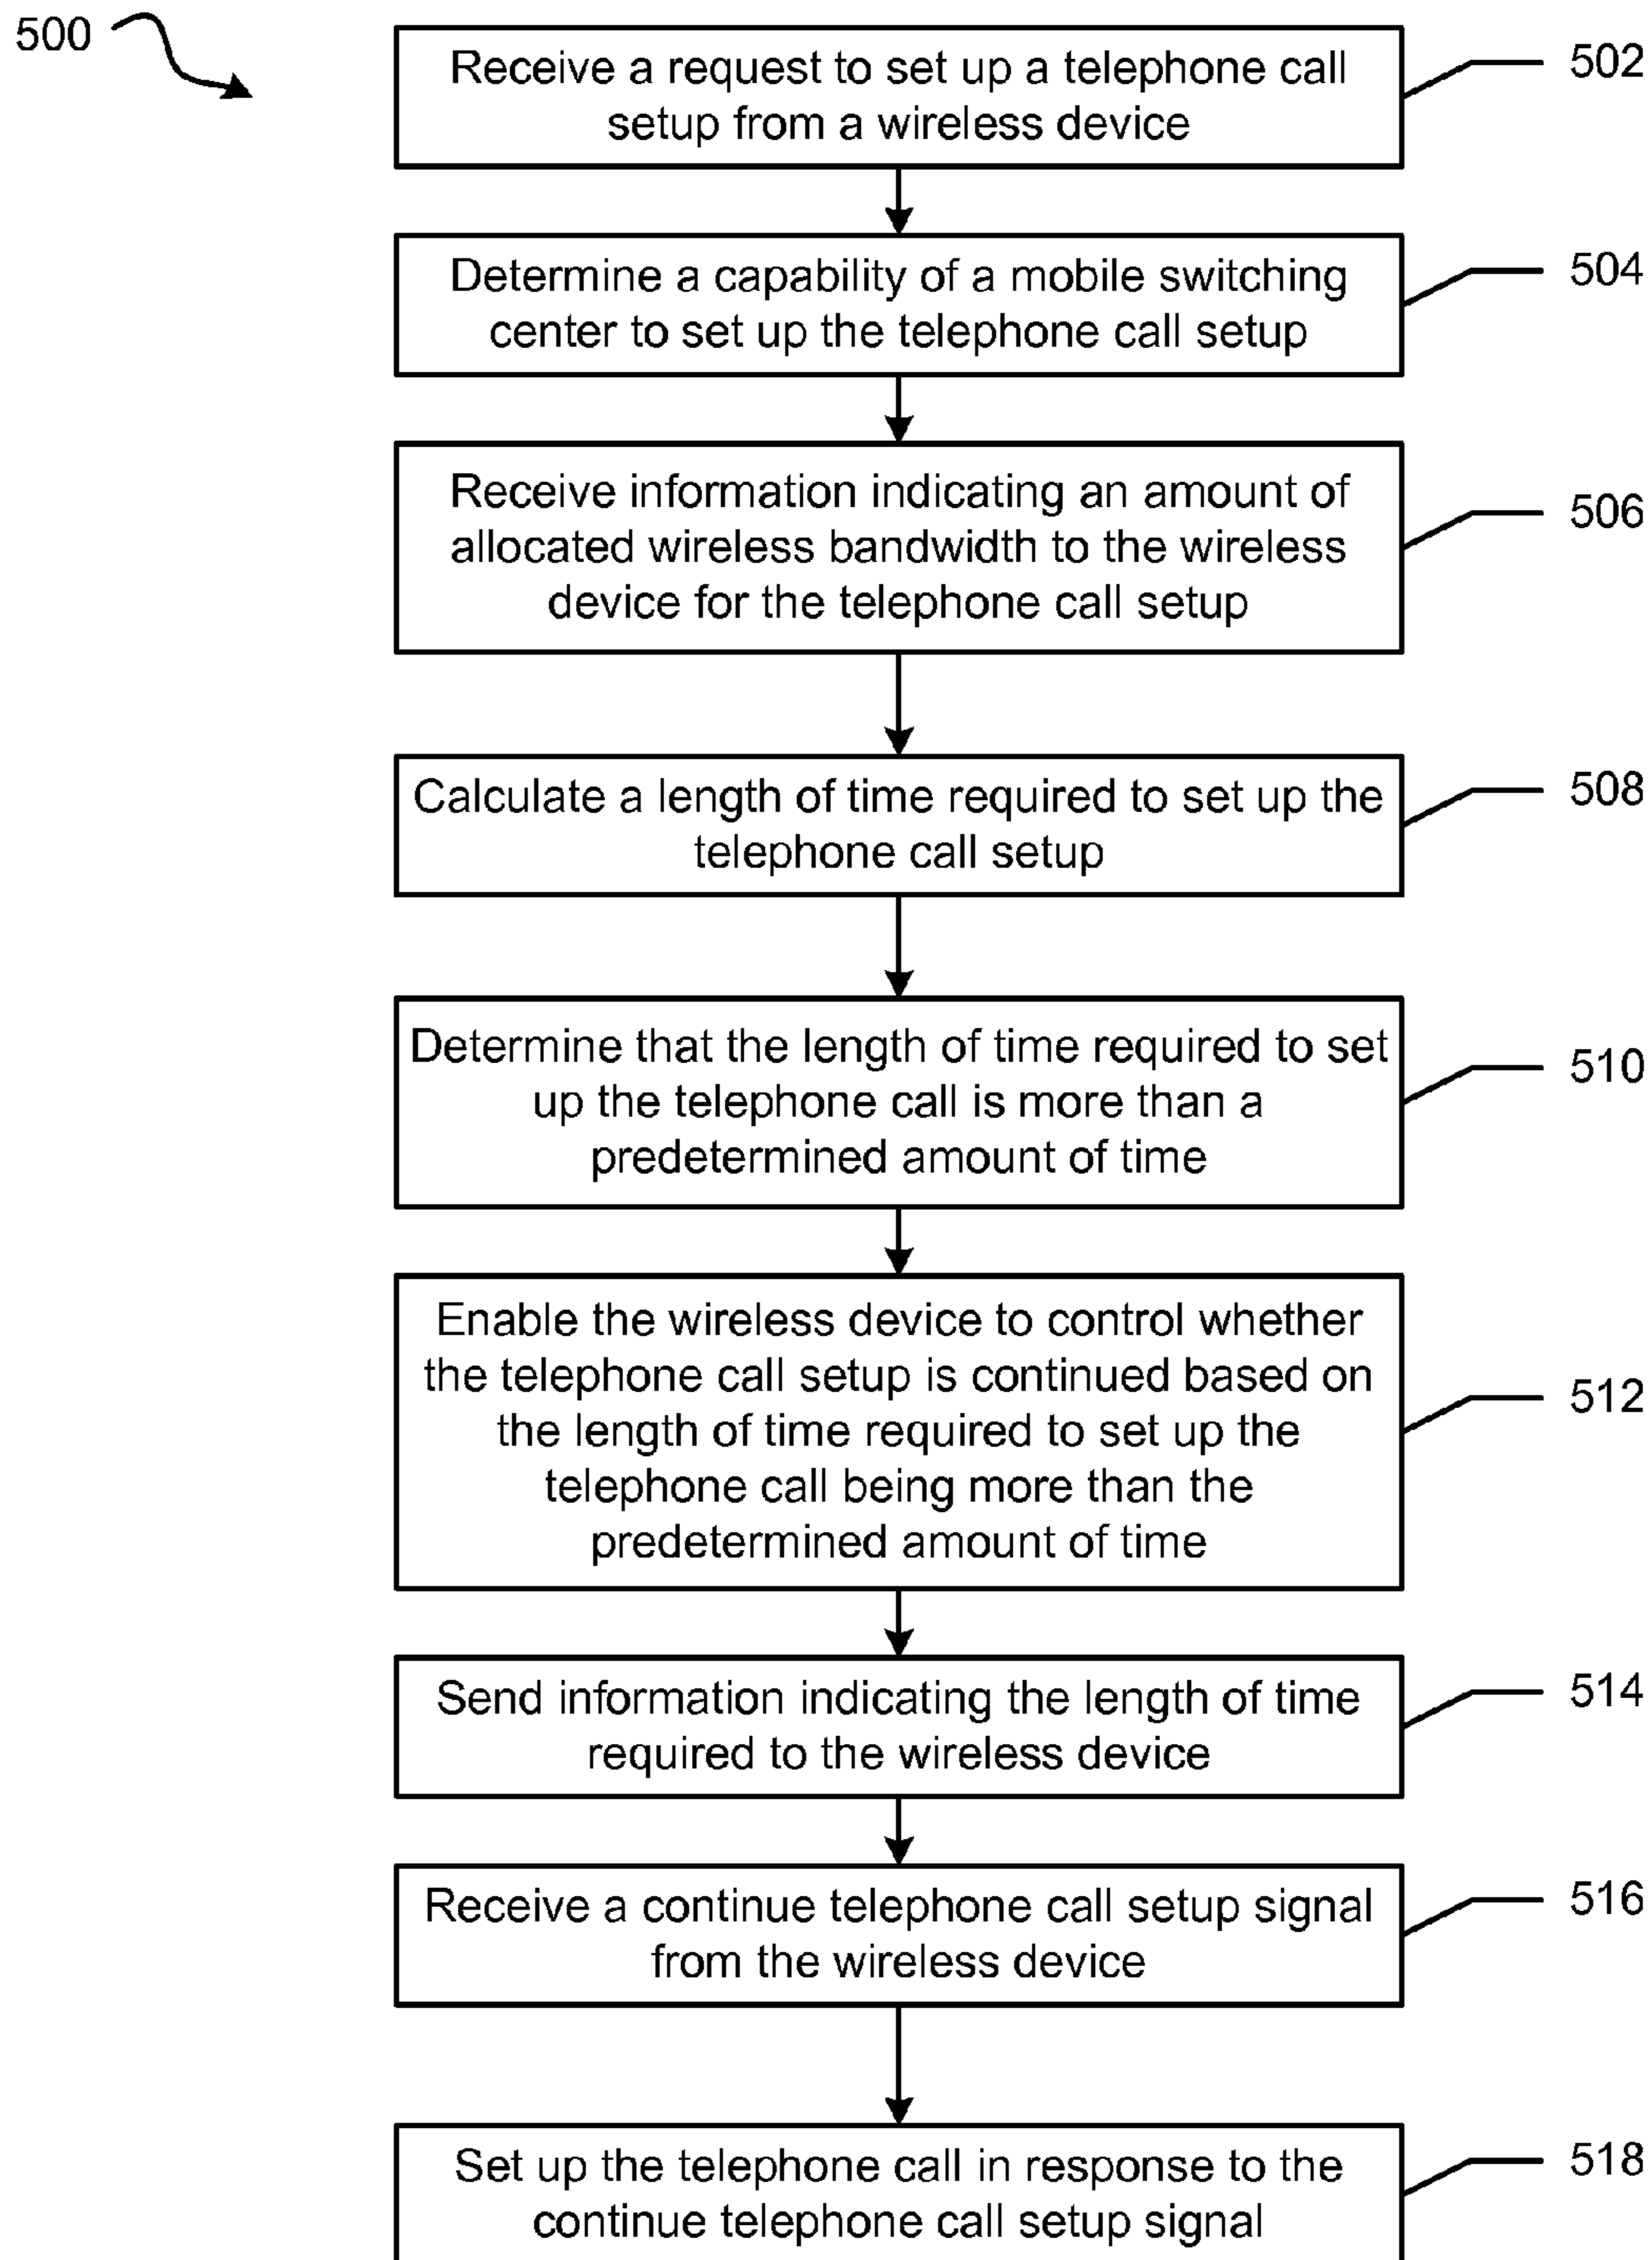 500
Receive a request to set up a telephone call
setup from a wireless device
502
Determine a capability of a mobile switching
center to set up the telephone call setup
504
Receive information indicating an amount of
allocated wireless bandwidth to the wireless
device for the telephone call setup
506
Calculate a length of time required to set up the
telephone call setup
508
Determine that the length of time required to set
up the telephone call is more than a
predetermined amount of time
510
Enable the wireless device to control whether
the telephone call setup is continued based on
the length of time required to set up the
telephone call being more than the
predetermined amount of time
512
Send information indicating the length of time
required to the wireless device
514
Receive a continue telephone call setup signal
from the wireless device
516
Set up the telephone call in response to the
continue telephone call setup signal
518